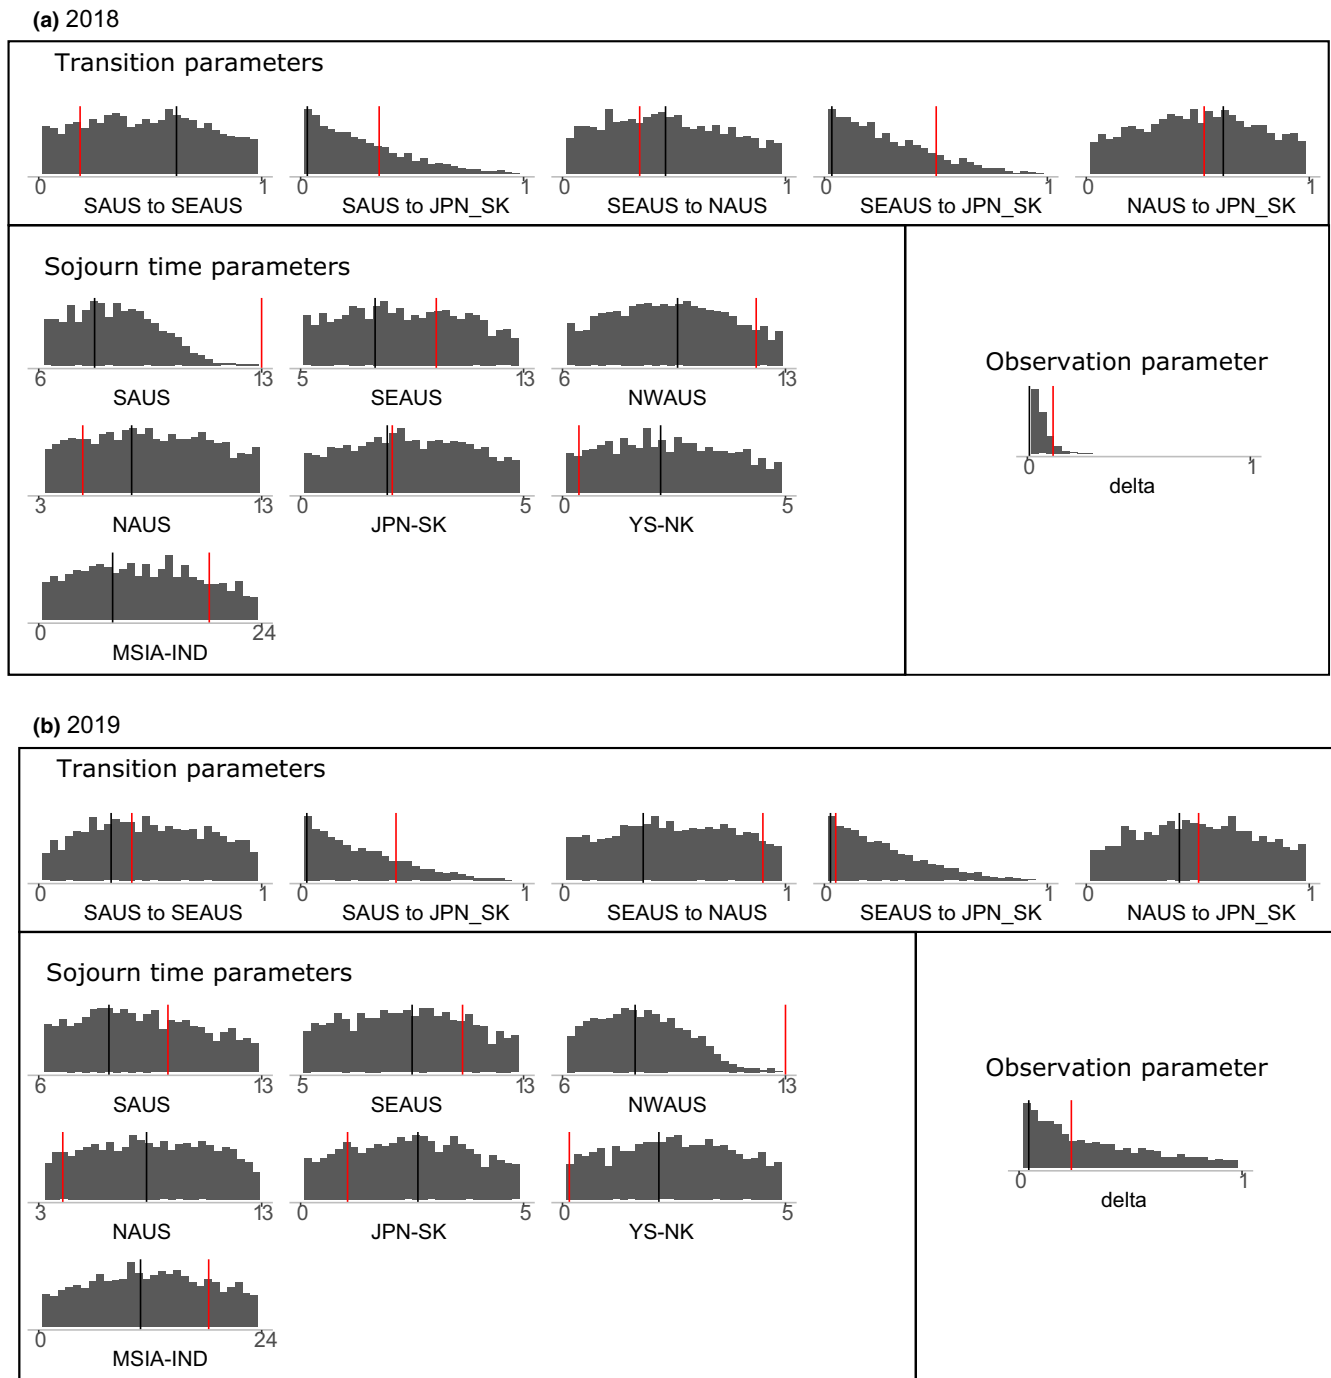 (a) 2018
Transition parameters
0 1 0 1 0 1 0 1 0 1
SAUS to SEAUS SAUS to JPN_SK SEAUS to NAUS SEAUS to JPN_SK NAUS to JPN_SK
Sojourn time parameters
6 13 5 13 6 13
SAUS SEAUS NWAUS
3 13 0 5 0 5
NAUS JPN-SK YS-NK
0 24
MSIA-IND
Observation parameter
0 1
delta
(b) 2019
Transition parameters
0 1 0 1 0 1 0 1 0 1
SAUS to SEAUS SAUS to JPN_SK SEAUS to NAUS SEAUS to JPN_SK NAUS to JPN_SK
Sojourn time parameters
6 13 5 13 6 13
SAUS SEAUS NWAUS
3 13 0 5 0 5
NAUS JPN-SK YS-NK
0 24
MSIA-IND
Observation parameter
0 1
delta